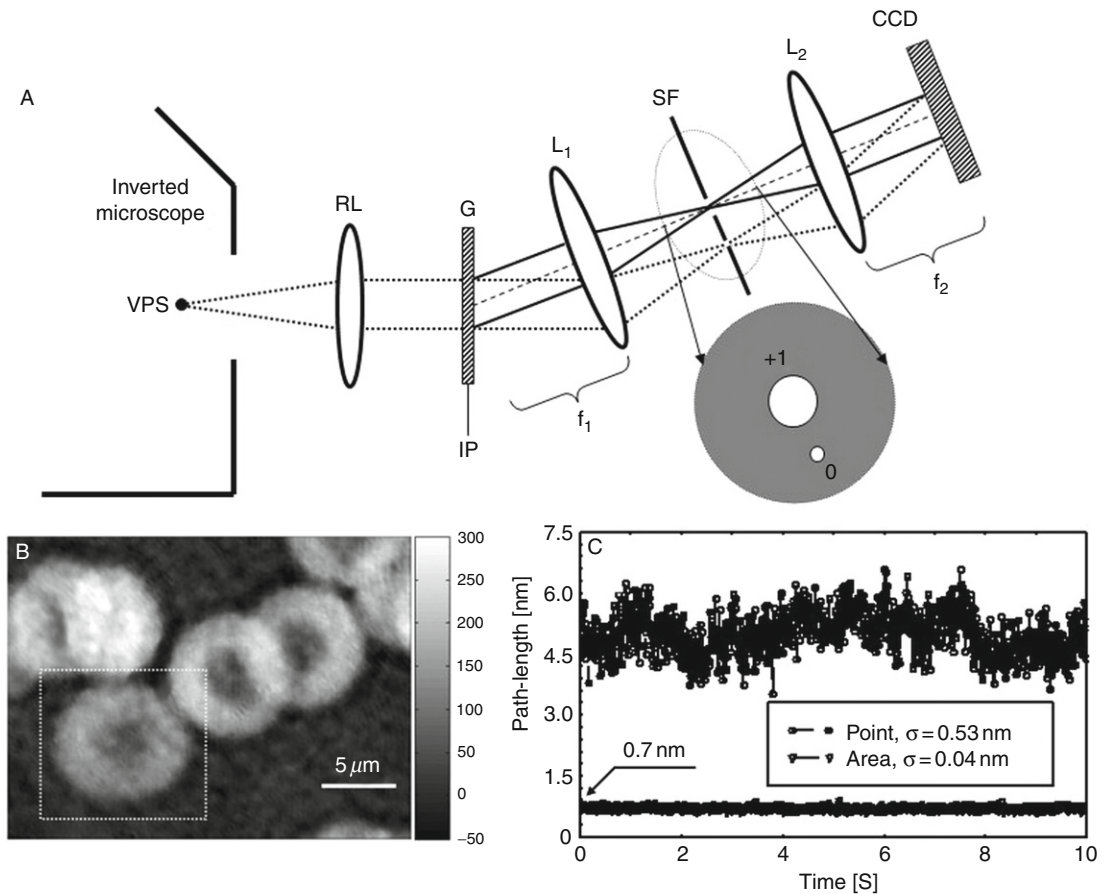 A
Inverted
microscope
VPS
RL
G
IP
L₁
f₁
SF
L₂
f₂
CCD
+1
0
B
5 μm
300
250
200
150
100
50
0
−50
C
Path-length [nm]
7.5
6.0
4.5
3.0
1.5
0
0.7 nm
Point, σ = 0.53 nm
Area, σ = 0.04 nm
0 2 4 6 8 10
Time [S]